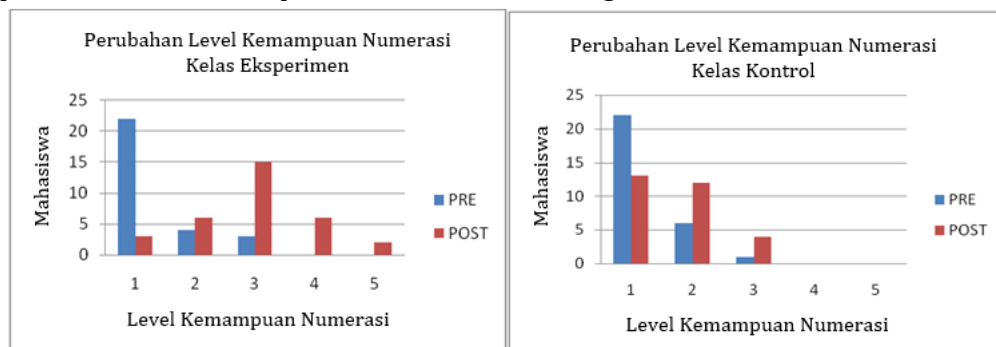 Perubahan Level Kemampuan Numerasi
Kelas Eksperimen
25
20
15
10
5
0
Mahasiswa
1 2 3 4 5
Level Kemampuan Numerasi
PRE
POST
Perubahan Level Kemampuan Numerasi
Kelas Kontrol
25
20
15
10
5
0
Mahasiswa
1 2 3 4 5
Level Kemampuan Numerasi
PRE
POST